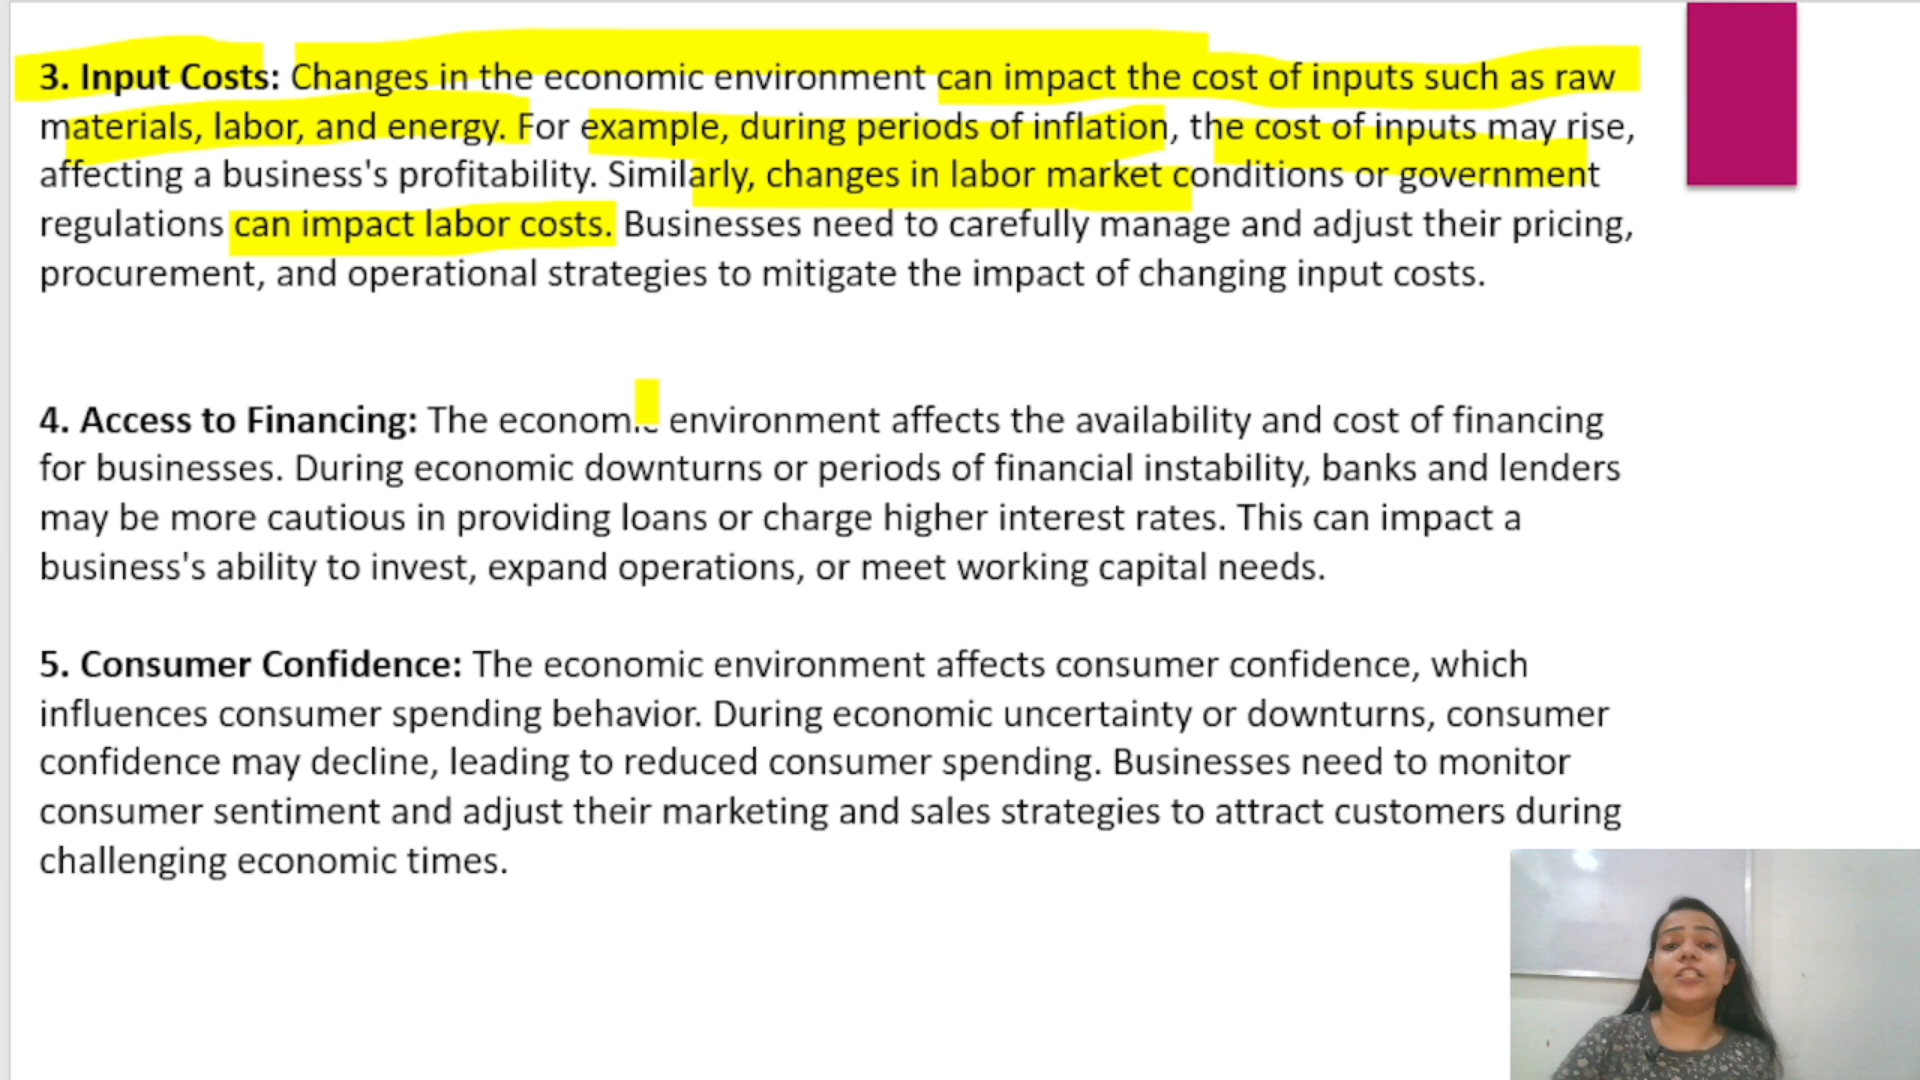 3. Input Costs: Changes in the economic environment can impact the cost of inputs such as raw
materials, labor, and energy. For example, during periods of inflation, the cost of inputs may rise,
affecting a business's profitability. Similarly, changes in labor market conditions or government
regulations can impact labor costs. Businesses need to carefully manage and adjust their pricing,
procurement, and operational strategies to mitigate the impact of changing input costs.
4. Access to Financing: The economic environment affects the availability and cost of financing
for businesses. During economic downturns or periods of financial instability, banks and lenders
may be more cautious in providing loans or charge higher interest rates. This can impact a
business's ability to invest, expand operations, or meet working capital needs.
5. Consumer Confidence: The economic environment affects consumer confidence, which
influences consumer spending behavior. During economic uncertainty or downturns, consumer
confidence may decline, leading to reduced consumer spending. Businesses need to monitor
consumer sentiment and adjust their marketing and sales strategies to attract customers during
challenging economic times.